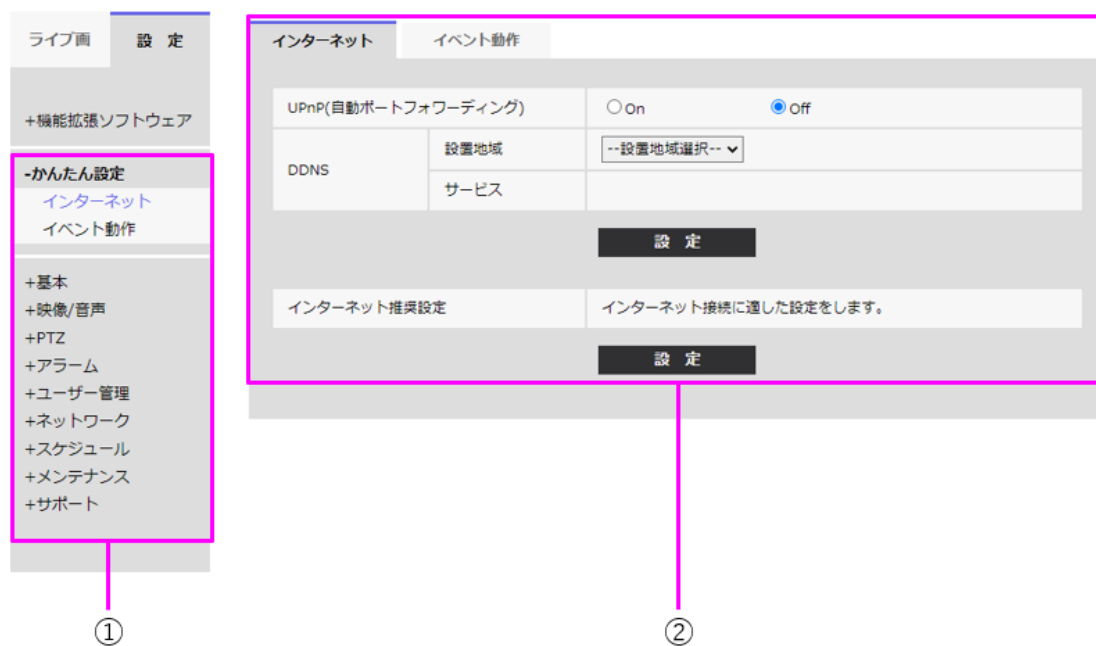 ライブ画
設 定
+機能拡張ソフトウェア
-かんたん設定
インターネット
イベント動作
+基本
+映像/音声
+PTZ
+アラーム
+ユーザー管理
+ネットワーク
+スケジュール
+メンテナンス
+サポート
①
インターネット
イベント動作
UPnP(自動ポートフォワーディング)
On
Off
DDNS
設置地域
--設置地域選択--
サービス
設 定
インターネット推奨設定
インターネット接続に適した設定をします。
設 定
②